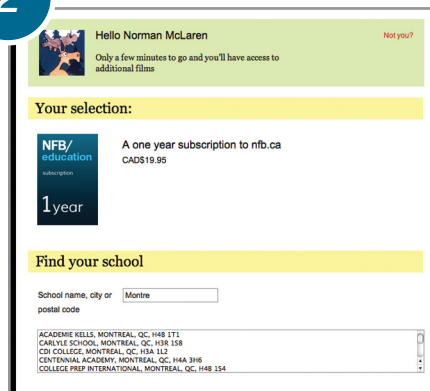 2
Hello Norman McLaren
Not you?
Only a few minutes to go and you'll have access to
additional films
Your selection:
NFB/
education
subscription
1 year
A one year subscription to nfb.ca
CAD$19.95
Find your school
School name, city or
postal code
Montre
ACADEMIE KELLS, MONTREAL, QC, H4B 1T1
CARLYLE SCHOOL, MONTREAL, QC, H3R 1S8
CDI COLLEGE, MONTREAL, QC, H3A 1L2
CENTENNIAL ACADEMY, MONTREAL, QC, H4A 3H6
COLLEGE PREP INTERNATIONAL, MONTREAL, QC, H4B 1S4